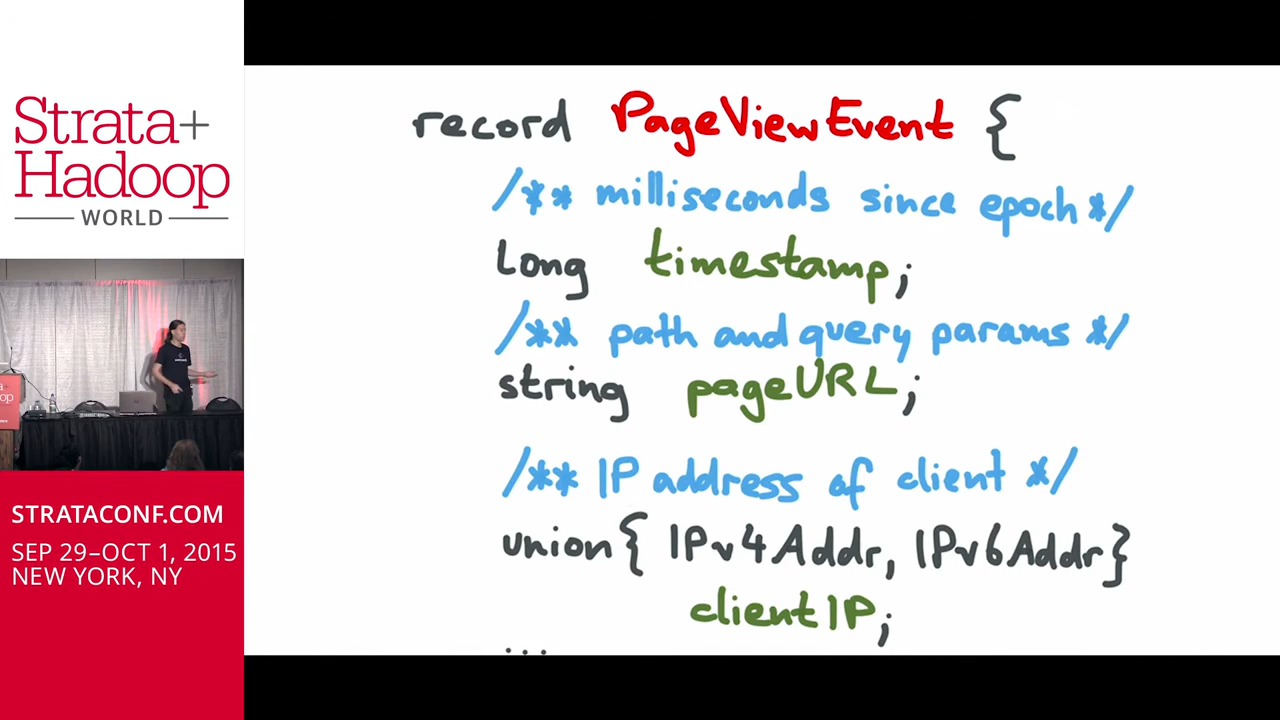 Strata+
Hadoop
WORLD
STRATACONF.COM
SEP 29–OCT 1, 2015
NEW YORK, NY
record PageViewEvent {
/** milliseconds since epoch */
long timestamp;
/** path and query params */
string pageURL;
/** IP address of client */
union{ IPv4Addr, IPv6Addr}
clientIP;
...